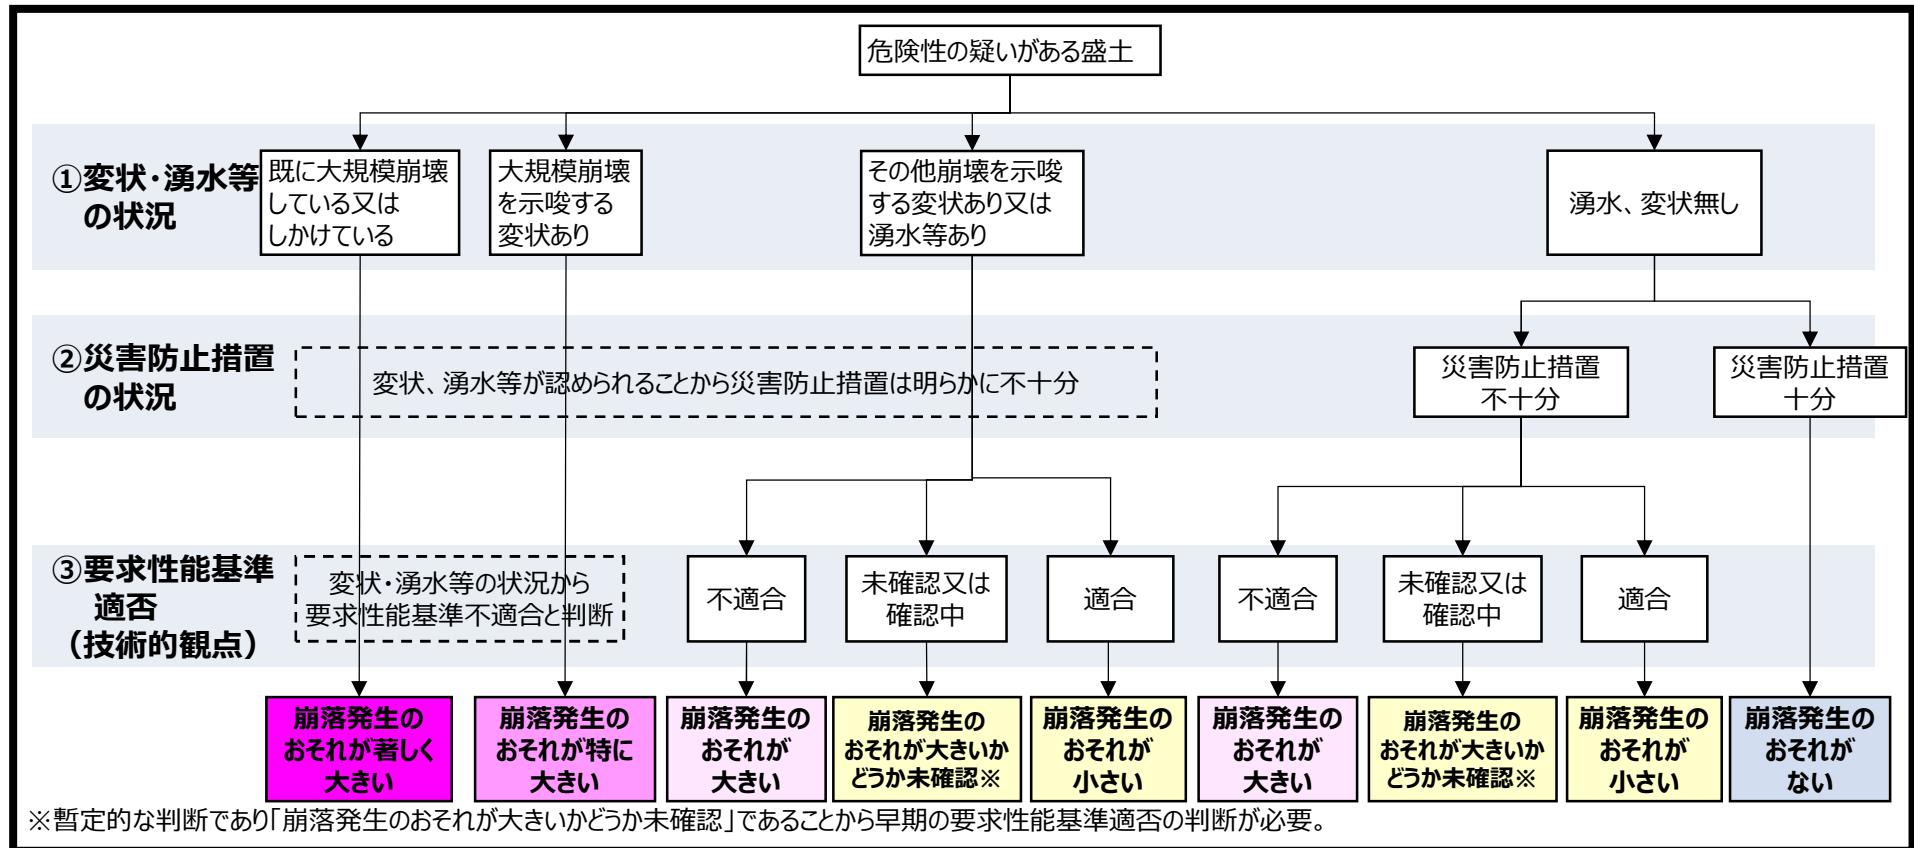 危険性の疑いがある盛土
①変状・湧水等
の状況
既に大規模崩壊
している又は
しかけている
大規模崩壊
を示唆する
変状あり
その他崩壊を示唆
する変状あり又は
湧水等あり
湧水、変状無し
②災害防止措置
の状況
変状、湧水等が認められることから災害防止措置は明らかに不十分
災害防止措置
不十分
災害防止措置
十分
③要求性能基準
適否
（技術的観点）
変状・湧水等の状況から
要求性能基準不適合と判断
不適合
未確認又は
確認中
適合
不適合
未確認又は
確認中
適合
崩落発生の
おそれが著しく
大きい
崩落発生の
おそれが特に
大きい
崩落発生の
おそれが
大きい
崩落発生の
おそれが大きいか
どうか未確認※
崩落発生の
おそれが
小さい
崩落発生の
おそれが
大きい
崩落発生の
おそれが大きいか
どうか未確認※
崩落発生の
おそれが
小さい
崩落発生の
おそれが
ない
※暫定的な判断であり「崩落発生のおそれが大きいかどうか未確認」であることから早期の要求性能基準適否の判断が必要。